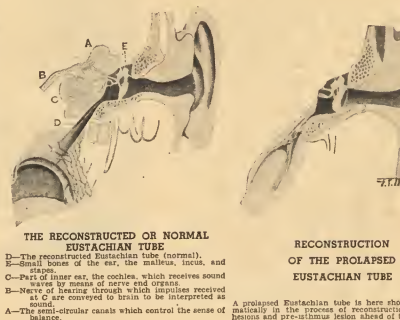 A
E
B
C
D
THE RECONSTRUCTED OR NORMAL
EUSTACHIAN TUBE
D—The reconstructed Eustachian tube (normal).
E—Small bones of the ear, the malleus, incus, and
stapes.
C—Part of inner ear, the cochlea, which receives sound
waves by means of nerve end organs.
B—Nerve of hearing through which impulses received
at C are conveyed to brain to be interpreted as
sound.
A—The semi-circular canals which control the sense of
balance.
RECONSTRUCTION
OF THE PROLAPSED
EUSTACHIAN TUBE
A prolapsed Eustachian tube is here sho
matically in the process of reconstructi
hesions and pre-isthmus lesion ahead of